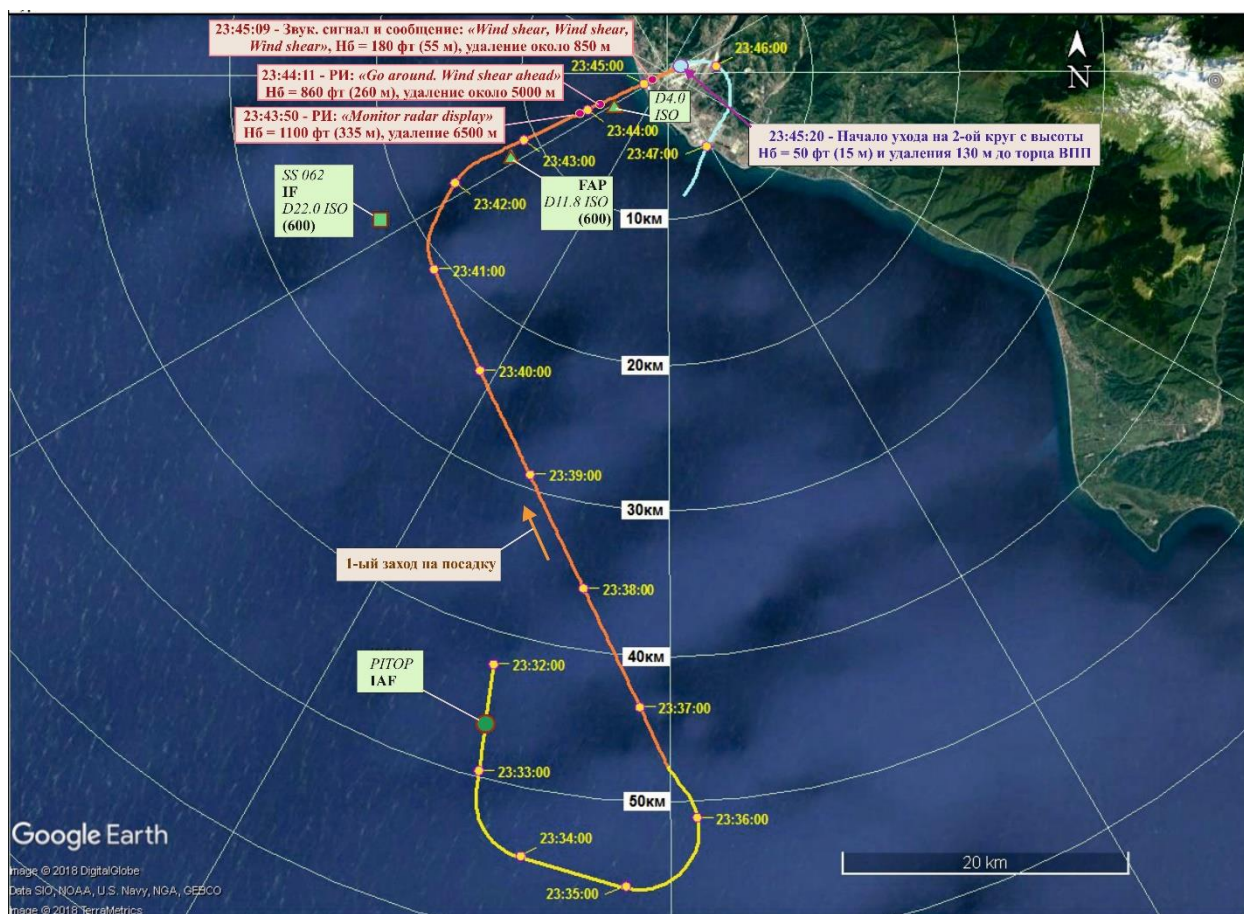 23:45:09 - Звук. сигнал и сообщение: «Wind shear, Wind shear,
Wind shear», Нб = 180 фт (55 м), удаление около 850 м
23:46:00
23:45:00
23:44:11 - РИ: «Go around. Wind shear ahead»
Нб = 860 фт (260 м), удаление около 5000 м
N
D4.0
ISO
23:43:50 - РИ: «Monitor radar display»
Нб = 1100 фт (335 м), удаление 6500 м
23:44:00
23:45:20 - Начало ухода на 2-ой круг с высоты
Нб = 50 фт (15 м) и удаления 130 м до торца ВПП
23:43:00
23:47:00
SS 062
IF
D22.0 ISO
(600)
23:42:00
FAP
D11.8 ISO
(600)
10км
23:41:00
20км
23:40:00
23:39:00
30км
1-ый заход на посадку
23:38:00
40км
PITOP
IAF
23:32:00
23:37:00
23:33:00
50км
23:36:00
Google Earth
23:34:00
20 km
Image © 2018 DigitalGlobe
Data SIO, NOAA, U.S. Navy, NGA, GEBCO
23:35:00
Image © 2018 TerraMetrics